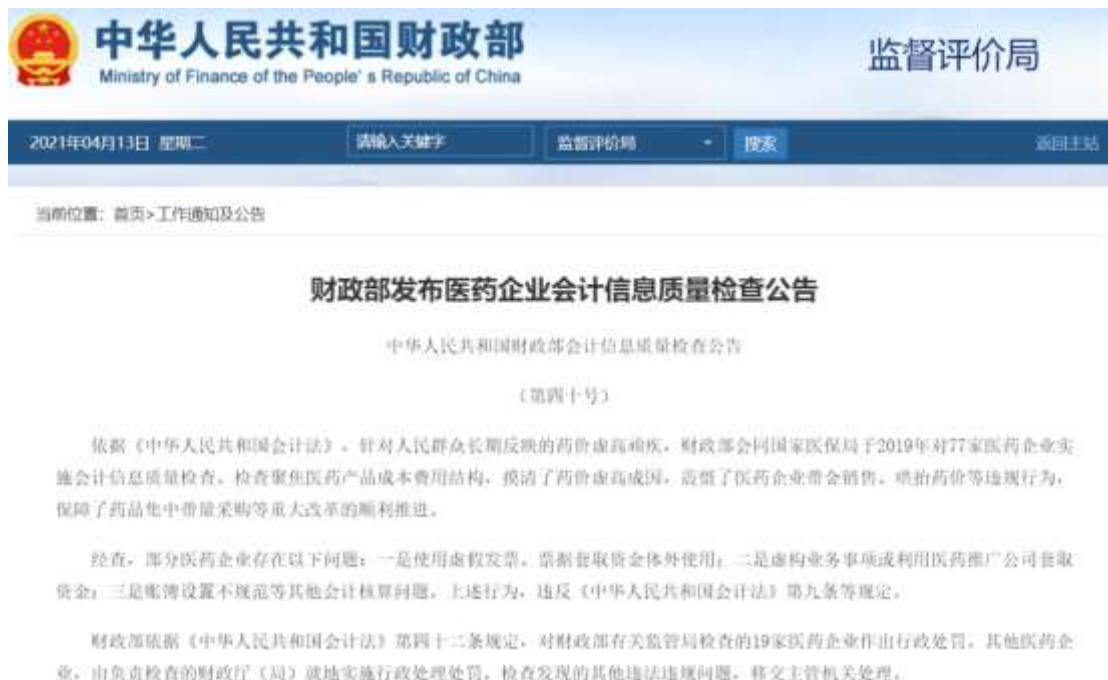 中华人民共和国财政部
Ministry of Finance of the People' s Republic of China
监督评价局
2021年04月13日 星期二
请输入关键字
监督评价局
搜索
返回主站
当前位置：首页>工作通知及公告
财政部发布医药企业会计信息质量检查公告
中华人民共和国财政部会计信息质量检查公告
（第四十号）
依据《中华人民共和国会计法》，针对人民群众长期反映的药价虚高顽疾，财政部会同国家医保局于2019年对77家医药企业实
施会计信息质量检查。检查聚焦医药产品成本费用结构，摸清了药价虚高成因，震慑了医药企业带金销售、哄抬药价等违规行为，
保障了药品集中带量采购等重大改革的顺利推进。
经查，部分医药企业存在以下问题：一是使用虚假发票、票据套取资金体外使用；二是虚构业务事项或利用医药推广公司套取
资金；三是账簿设置不规范等其他会计核算问题。上述行为，违反《中华人民共和国会计法》第九条等规定。
财政部依据《中华人民共和国会计法》第四十二条规定，对财政部有关监管局检查的19家医药企业作出行政处罚。其他医药企
业，由负责检查的财政厅（局）就地实施行政处理处罚。检查发现的其他违法违规问题，移交主管机关处理。